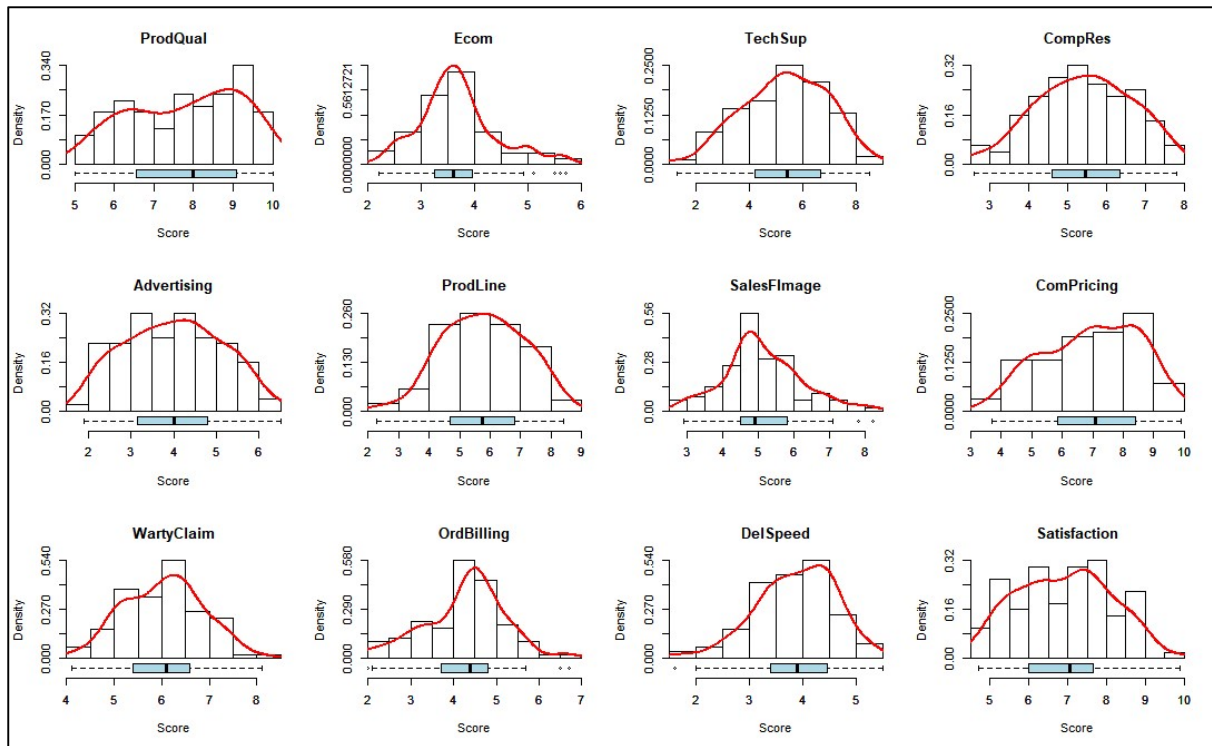 ProdQual
Density
0.000 0.170 0.340
5 6 7 8 9 10
Score
Ecom
Density
0.0000000 0.5612721
2 3 4 5 6
Score
TechSup
Density
0.0000 0.1250 0.2500
2 4 6 8
Score
CompRes
Density
0.00 0.16 0.32
3 4 5 6 7 8
Score
Advertising
Density
0.00 0.16 0.32
2 3 4 5 6
Score
ProdLine
Density
0.000 0.130 0.260
2 3 4 5 6 7 8 9
Score
SalesFImage
Density
0.00 0.28 0.56
3 4 5 6 7 8
Score
ComPricing
Density
0.0000 0.1250 0.2500
3 4 5 6 7 8 9 10
Score
WartyClaim
Density
0.000 0.270 0.540
4 5 6 7 8
Score
OrdBilling
Density
0.000 0.290 0.580
2 3 4 5 6 7
Score
DelSpeed
Density
0.000 0.270 0.540
2 3 4 5
Score
Satisfaction
Density
0.00 0.16 0.32
5 6 7 8 9 10
Score